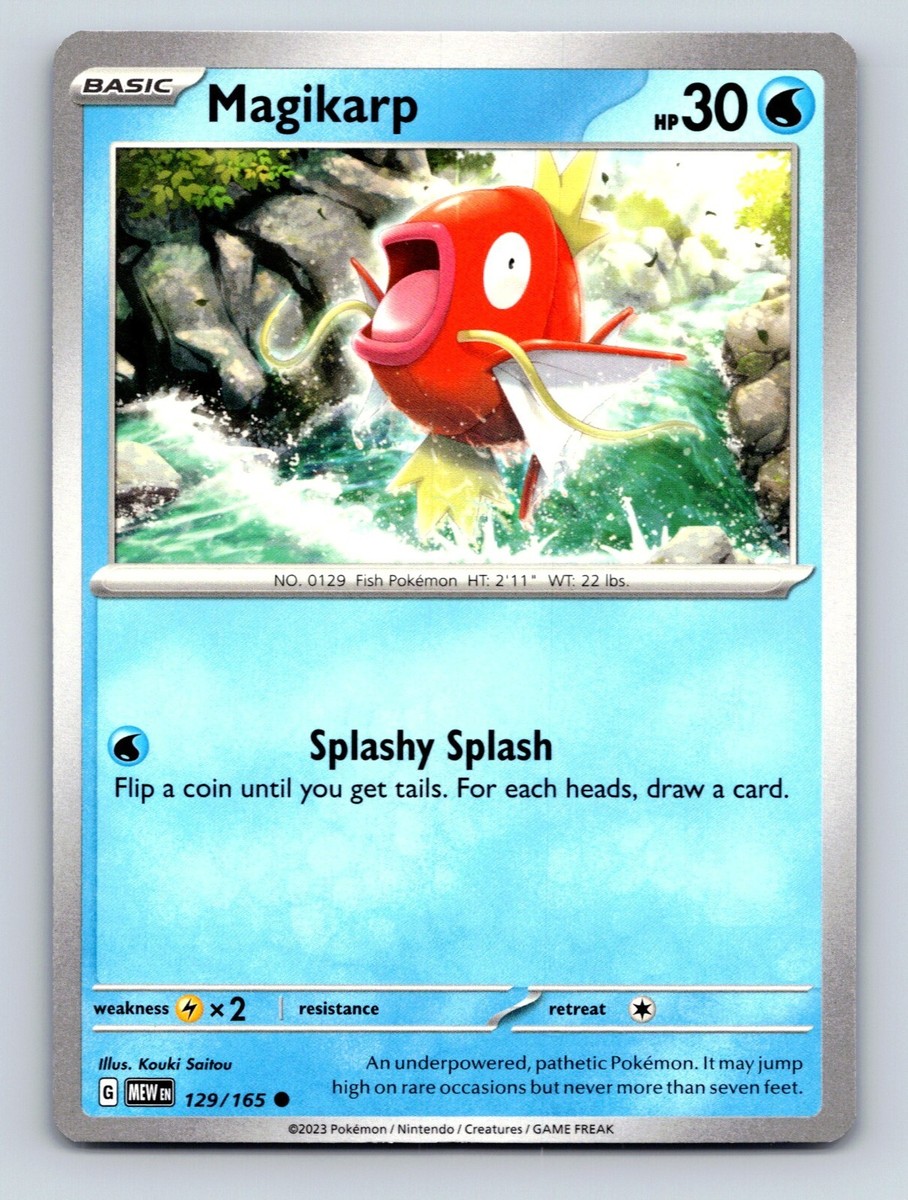 BASIC
Magikarp
HP 30
NO. 0129 Fish Pokémon HT: 2'11" WT: 22 lbs.
Splashy Splash
Flip a coin until you get tails. For each heads, draw a card.
weakness ×2 resistance retreat
Illus. Kouki Saitou
An underpowered, pathetic Pokémon. It may jump
high on rare occasions but never more than seven feet.
G MEW EN 129/165
©2023 Pokémon / Nintendo / Creatures / GAME FREAK